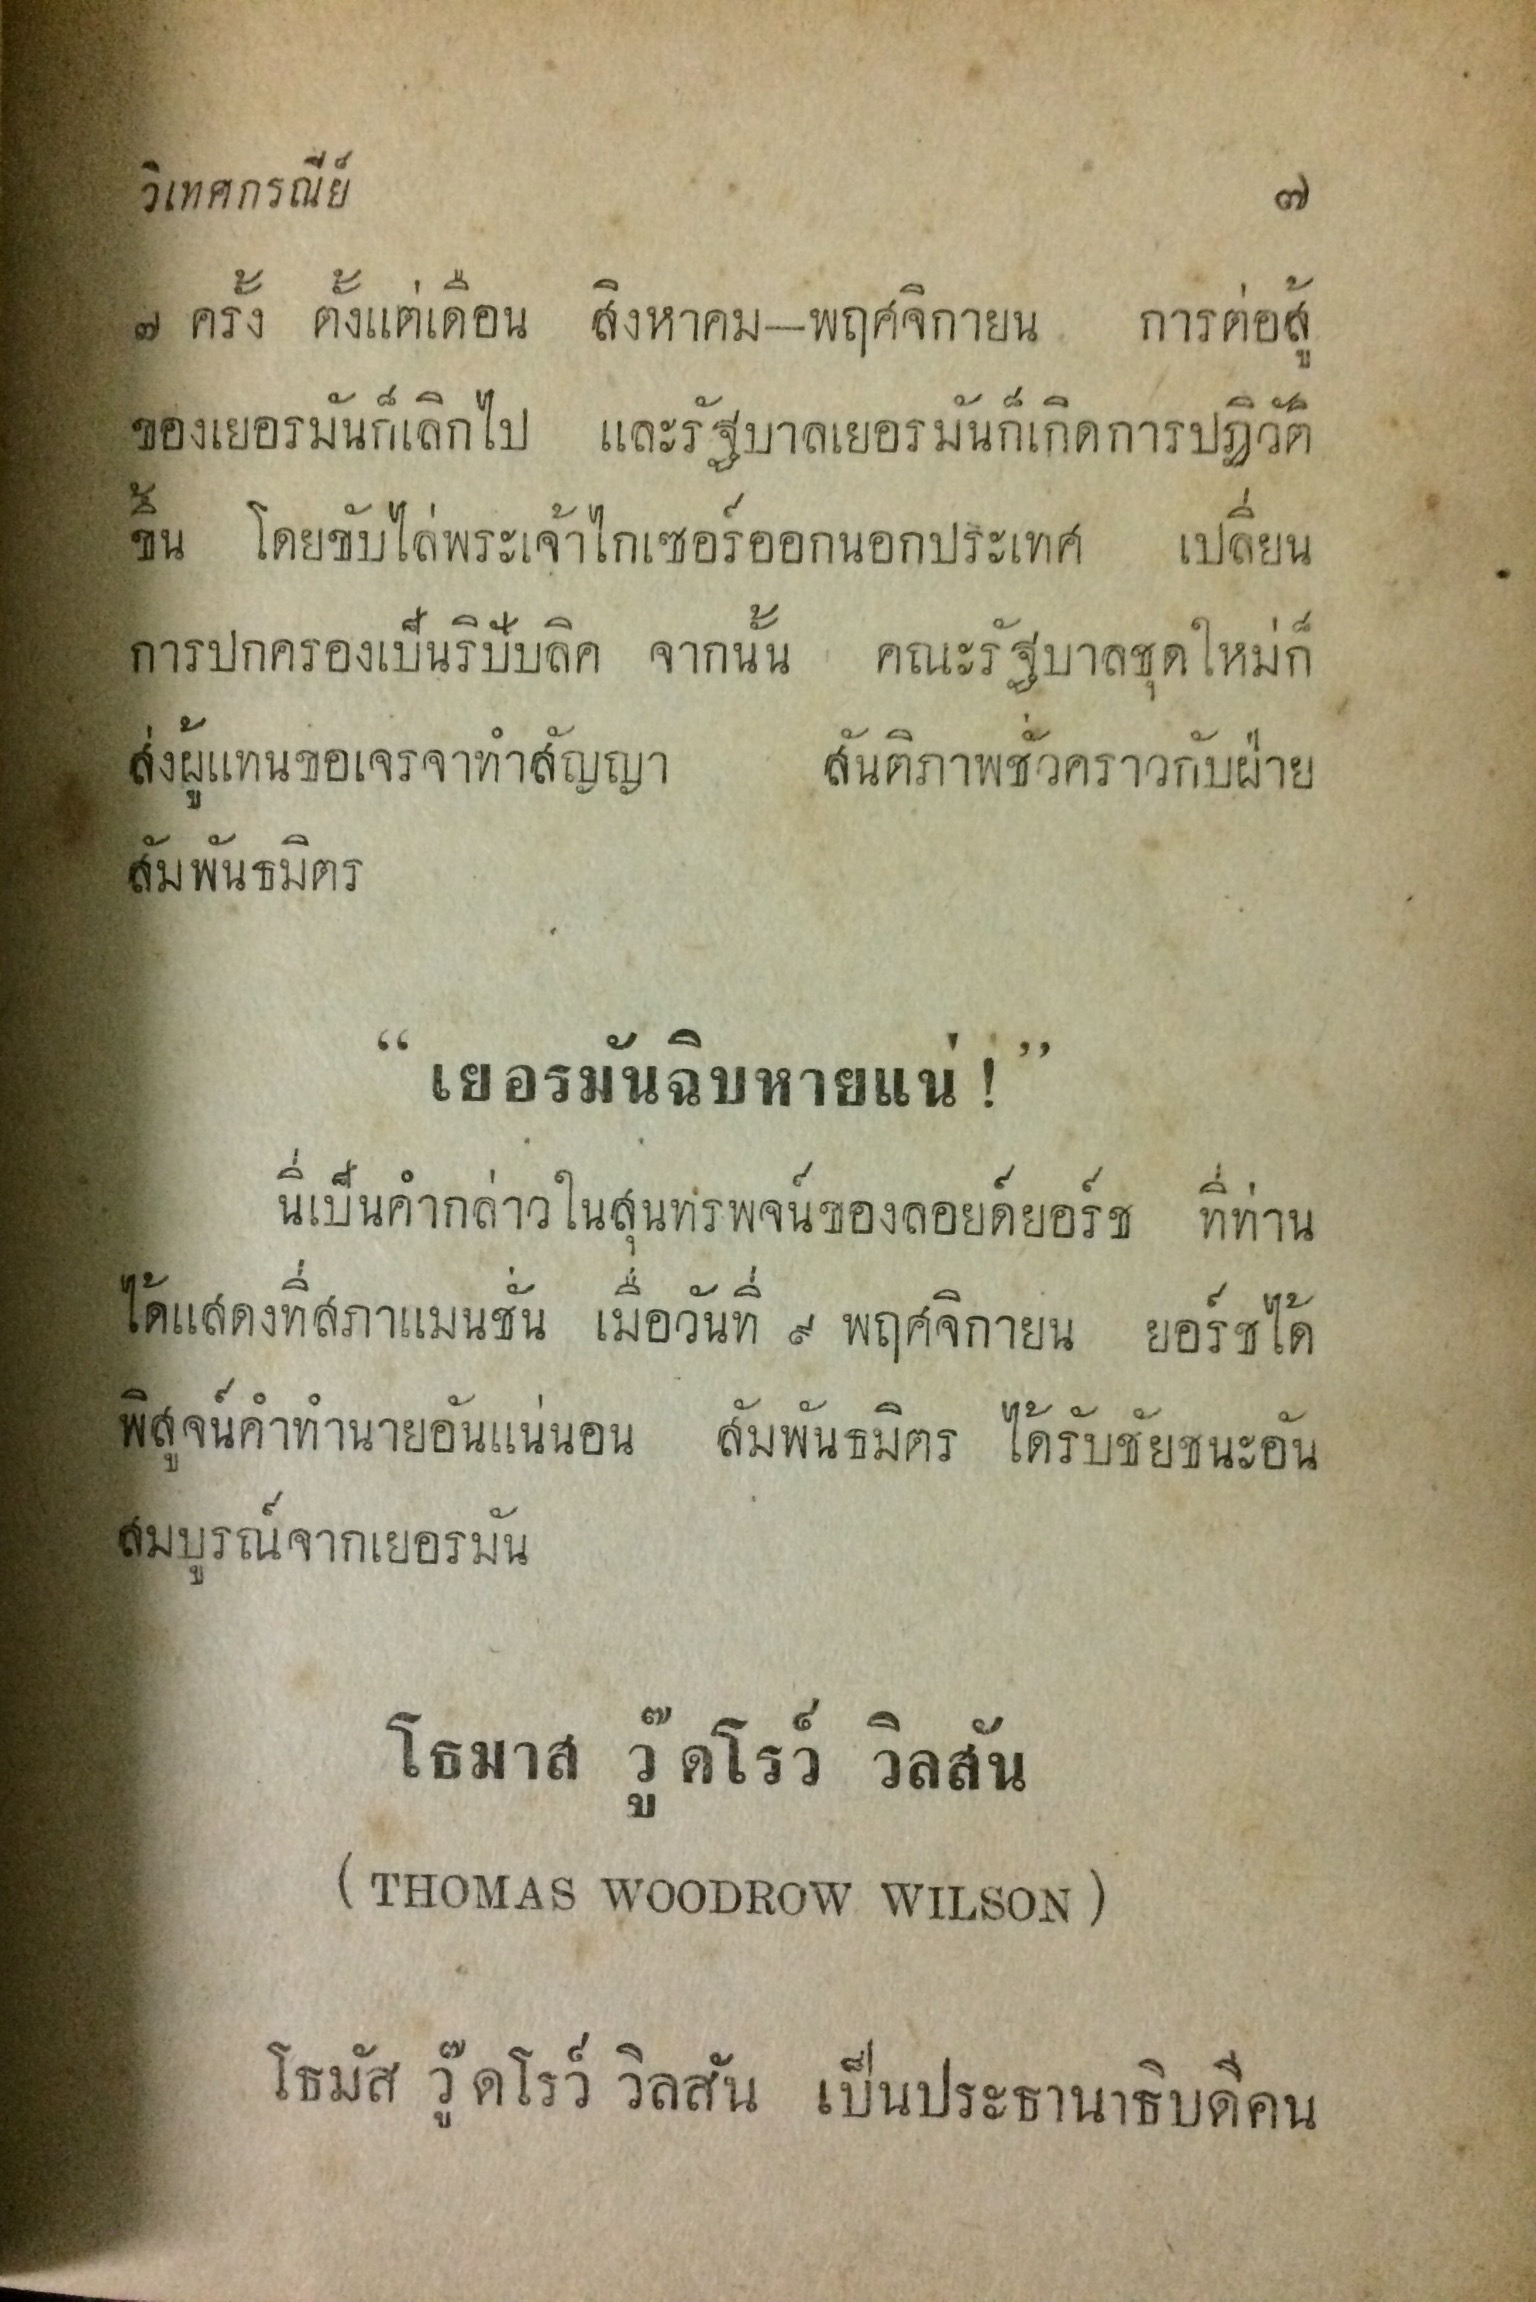 วิเทศกรณีย์ ๗
๗ ครั้ง ตั้งแต่เดือน สิงหาคม—พฤศจิกายน การต่อสู้
ของเยอรมันก็เลิกไป และรัฐบาลเยอรมันก็เกิดการปฏิวัติ
ขึ้น โดยขับไล่พระเจ้าไกเซอร์ออกนอกประเทศ เปลี่ยน
การปกครองเป็นริปับบลิค จากนั้น คณะรัฐบาลชุดใหม่ก็
ส่งผู้แทนขอเจรจาทำสัญญา สันติภาพชั่วคราวกับฝ่าย
สัมพันธมิตร
“เยอรมันฉิบหายแน่!”
นี่เป็นคำกล่าวในสุนทรพจน์ของลอยด์ยอร์ช ที่ท่าน
ได้แสดงที่สภาแมนชั่น เมื่อวันที่ ๙ พฤศจิกายน ยอร์ชได้
พิสูจน์คำทำนายอันแน่นอน สัมพันธมิตร ได้รับชัยชนะอัน
สมบูรณ์จากเยอรมัน
โธมาส วู๊ดโรว์ วิลสัน
(THOMAS WOODROW WILSON)
โธมัส วู๊ดโรว์ วิลสัน เป็นประธานาธิบดีคน